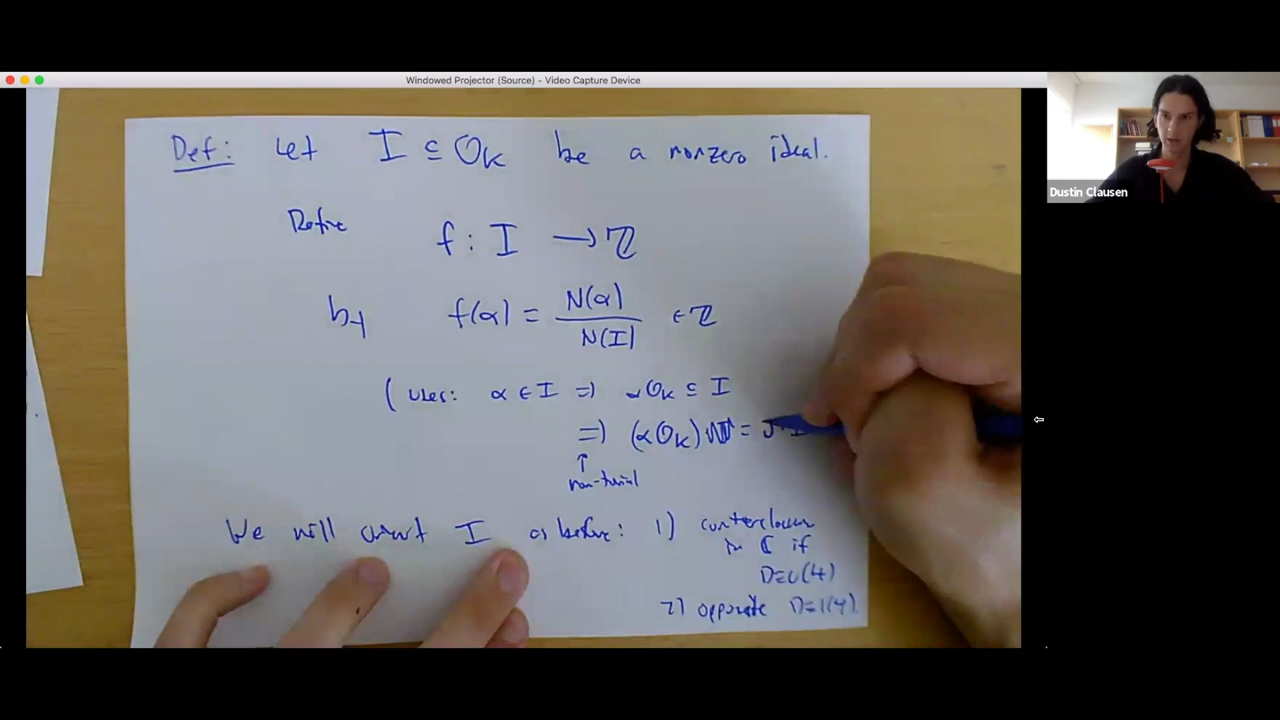 Windowed Projector (Source) - Video Capture Device
Dustin Clausen
Def: Let I ⊆ O_K be a nonzero ideal.
Define f : I → ℤ
by f(α) = N(α) / N(I) ∈ ℤ
(uses: α ∈ I ⇒ αO_K ⊆ I
⇒ (αO_K) = J · I
↑
non-trivial
We will orient I as before: 1) counterclockwise
in ℂ if
D≡0(4)
2) opposite D≡1(4)